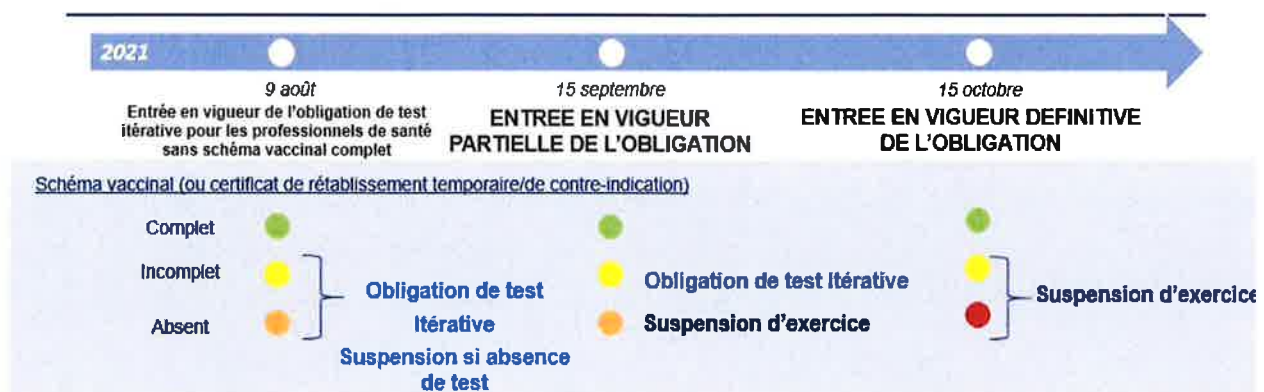 2021
9 août
Entrée en vigueur de l'obligation de test
itérative pour les professionnels de santé
sans schéma vaccinal complet
15 septembre
ENTREE EN VIGUEUR
PARTIELLE DE L'OBLIGATION
15 octobre
ENTREE EN VIGUEUR DEFINITIVE
DE L'OBLIGATION
Schéma vaccinal (ou certificat de rétablissement temporaire/de contre-indication)
Complet
Incomplet
Absent
Obligation de test
Itérative
Suspension si absence
de test
Obligation de test Itérative
Suspension d'exercice
Suspension d'exercice